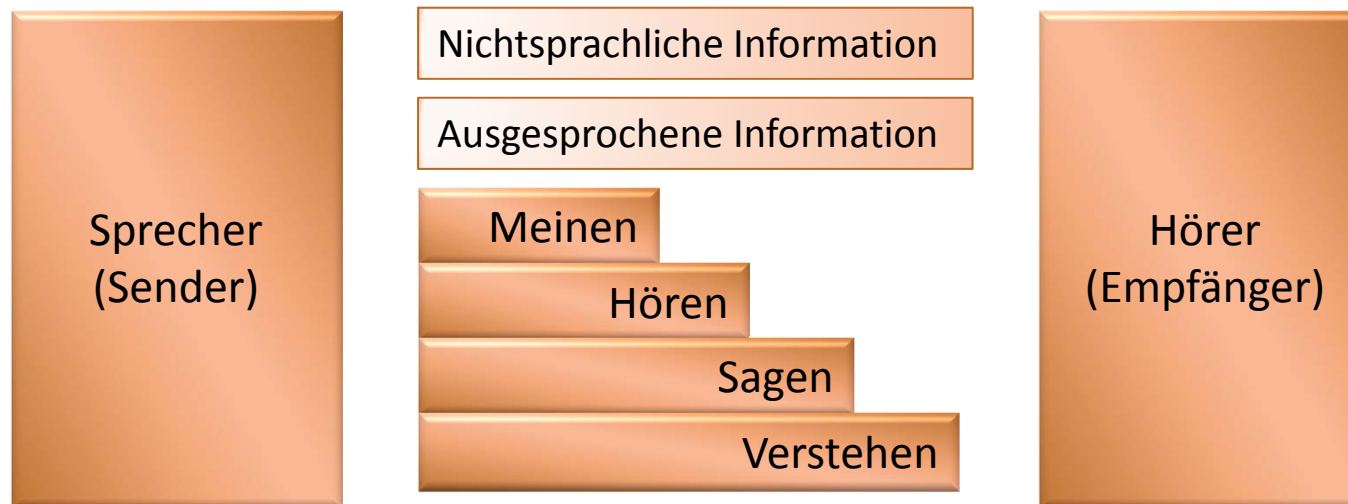 Sprecher
(Sender)
Nichtsprachliche Information
Ausgesprochene Information
Meinen
Hören
Sagen
Verstehen
Hörer
(Empfänger)